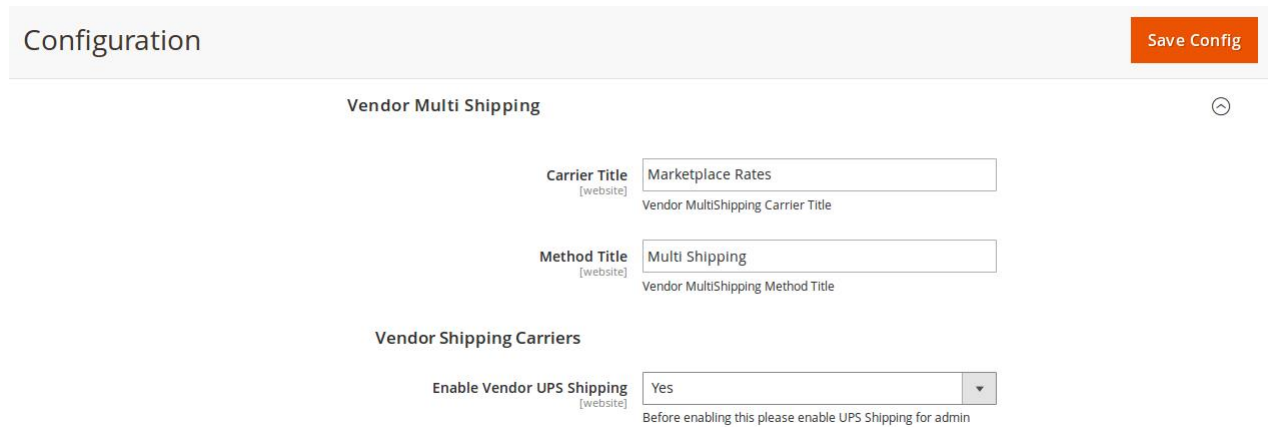 Configuration
Save Config
Vendor Multi Shipping
Carrier Title
[website]
Marketplace Rates
Vendor MultiShipping Carrier Title
Method Title
[website]
Multi Shipping
Vendor MultiShipping Method Title
Vendor Shipping Carriers
Enable Vendor UPS Shipping
[website]
Yes
Before enabling this please enable UPS Shipping for admin